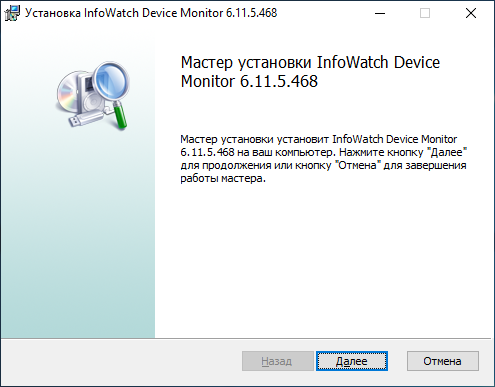 Установка InfoWatch Device Monitor 6.11.5.468
Мастер установки InfoWatch Device
Monitor 6.11.5.468
Мастер установки установит InfoWatch Device Monitor
6.11.5.468 на ваш компьютер. Нажмите кнопку "Далее"
для продолжения или кнопку "Отмена" для завершения
работы мастера.
Назад
Далее
Отмена